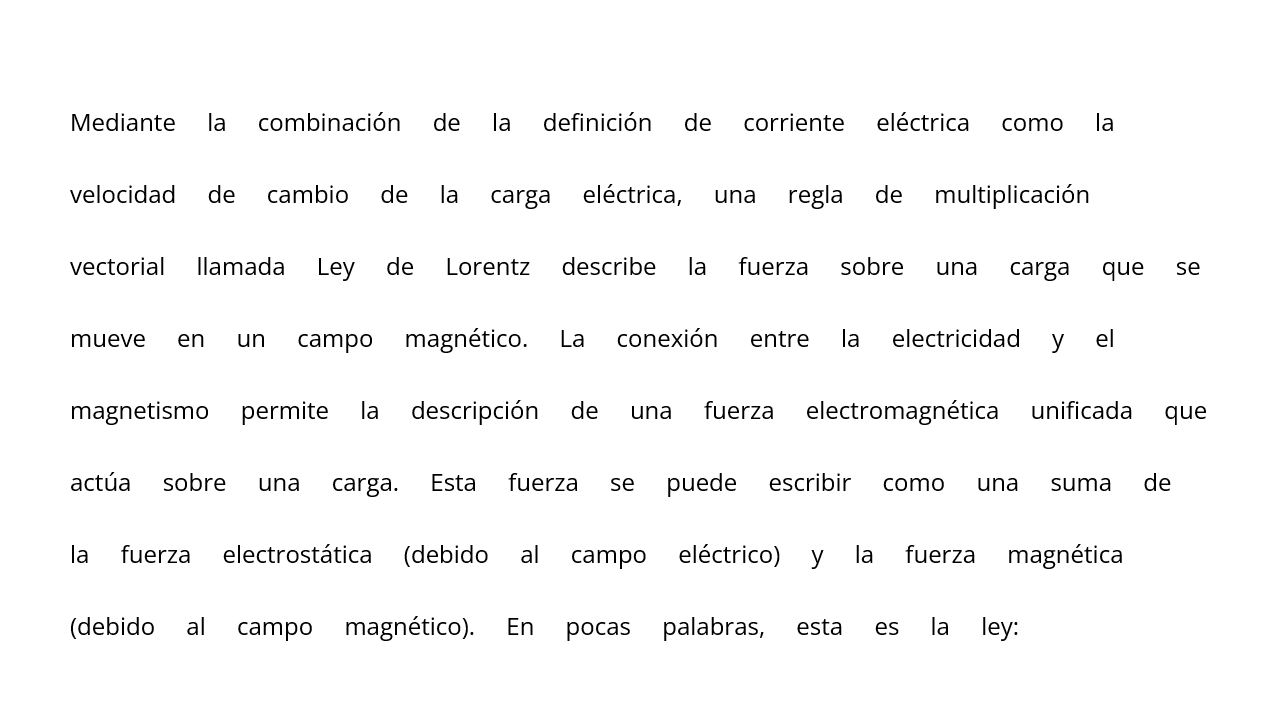 Mediante la combinación de la definición de corriente eléctrica como la
velocidad de cambio de la carga eléctrica, una regla de multiplicación
vectorial llamada Ley de Lorentz describe la fuerza sobre una carga que se
mueve en un campo magnético. La conexión entre la electricidad y el
magnetismo permite la descripción de una fuerza electromagnética unificada que
actúa sobre una carga. Esta fuerza se puede escribir como una suma de
la fuerza electrostática (debido al campo eléctrico) y la fuerza magnética
(debido al campo magnético). En pocas palabras, esta es la ley: